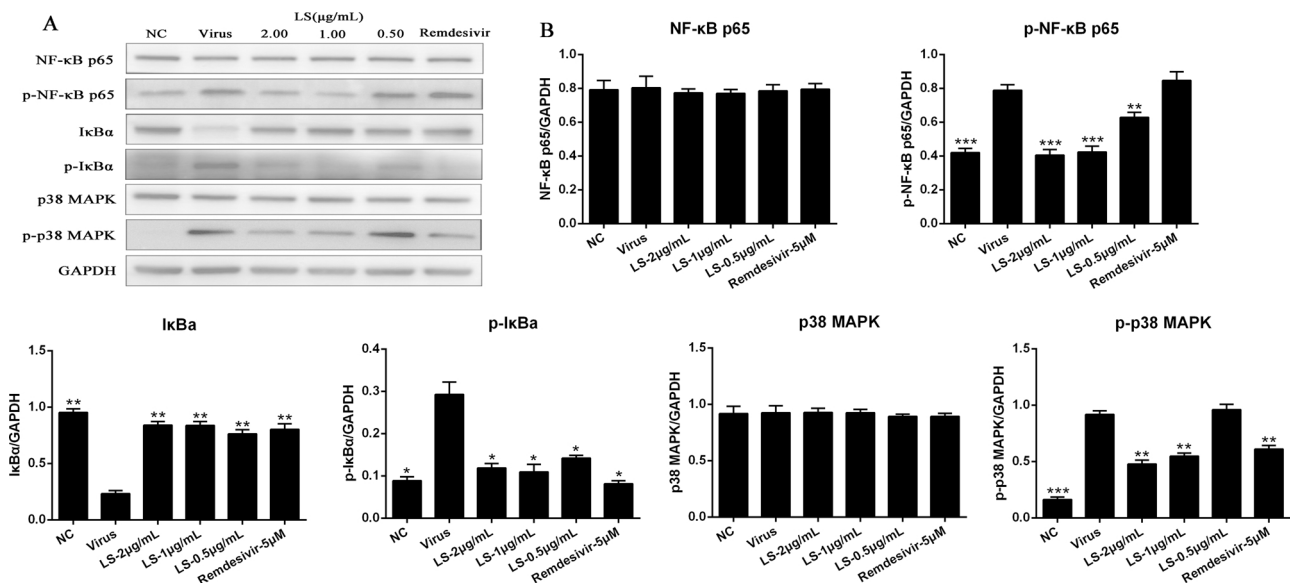 A
LS(μg/mL)
NC Virus 2.00 1.00 0.50 Remdesivir
NF-κB p65
p-NF-κB p65
IκBα
p-IκBα
p38 MAPK
p-p38 MAPK
GAPDH
B
NF-κB p65
NF-κB p65/GAPDH
1.0
0.8
0.6
0.4
0.2
0.0
NC Virus LS-2μg/mL LS-1μg/mL LS-0.5μg/mL Remdesivir-5μM
p-NF-κB p65
p-NF-κB p65/GAPDH
1.0
0.8
0.6
0.4
0.2
0.0
*** *** *** **
NC Virus LS-2μg/mL LS-1μg/mL LS-0.5μg/mL Remdesivir-5μM
IκBa
IκBα/GAPDH
1.5
1.0
0.5
0.0
** ** ** ** **
NC Virus LS-2μg/mL LS-1μg/mL LS-0.5μg/mL Remdesivir-5μM
p-IκBa
p-IκBα/GAPDH
0.4
0.3
0.2
0.1
0.0
* * * * *
NC Virus LS-2μg/mL LS-1μg/mL LS-0.5μg/mL Remdesivir-5μM
p38 MAPK
p38 MAPK/GAPDH
1.5
1.0
0.5
0.0
NC Virus LS-2μg/mL LS-1μg/mL LS-0.5μg/mL Remdesivir-5μM
p-p38 MAPK
p-p38 MAPK/GAPDH
1.5
1.0
0.5
0.0
*** ** ** **
NC Virus LS-2μg/mL LS-1μg/mL LS-0.5μg/mL Remdesivir-5μM